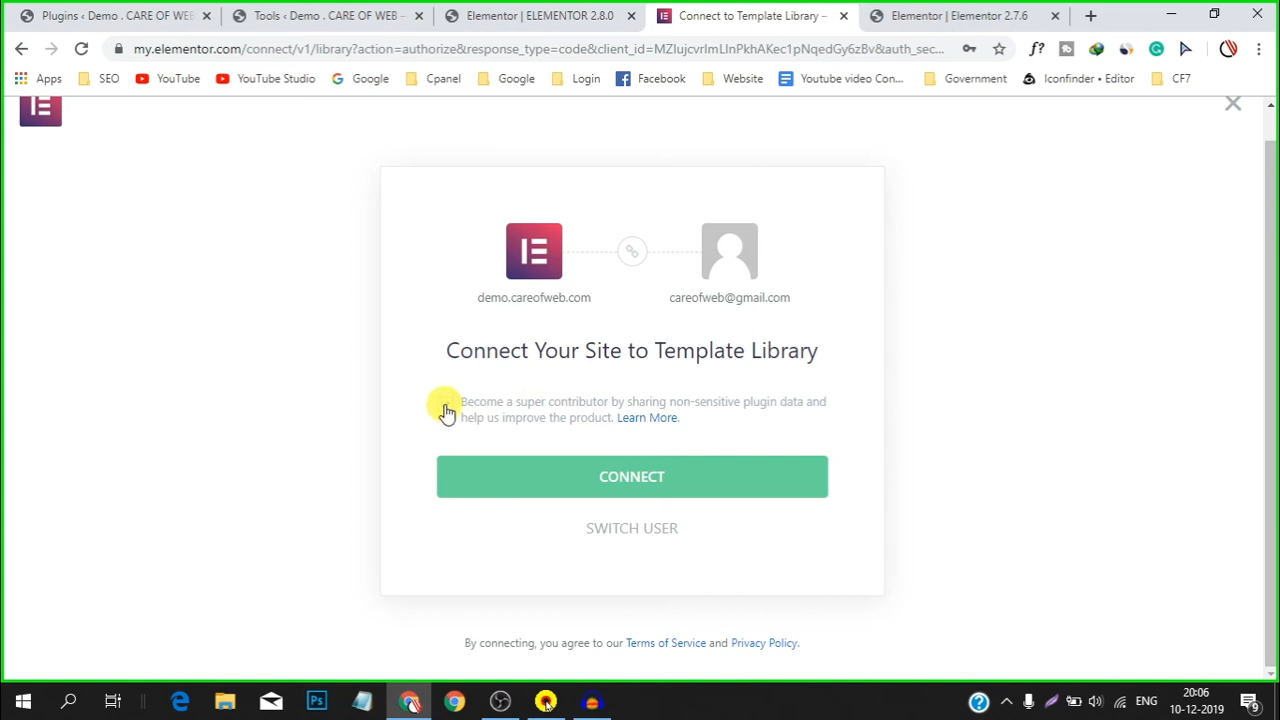 Plugins ‹ Demo . CARE OF WEB
Tools ‹ Demo . CARE OF WEB –
Elementor | ELEMENTOR 2.8.0
Connect to Template Library –
Elementor | Elementor 2.7.6
my.elementor.com/connect/v1/library?action=authorize&response_type=code&client_id=MZIujcvrImLlnPkhAKec1pNqedGy6zBv&auth_sec...
Apps
SEO
YouTube
YouTube Studio
Google
Cpanel
Google
Login
Facebook
Website
Youtube video Con...
Government
Iconfinder • Editor
CF7
demo.careofweb.com
careofweb@gmail.com
Connect Your Site to Template Library
Become a super contributor by sharing non-sensitive plugin data and
help us improve the product. Learn More.
CONNECT
SWITCH USER
By connecting, you agree to our Terms of Service and Privacy Policy.
ENG
20:06
10-12-2019
9